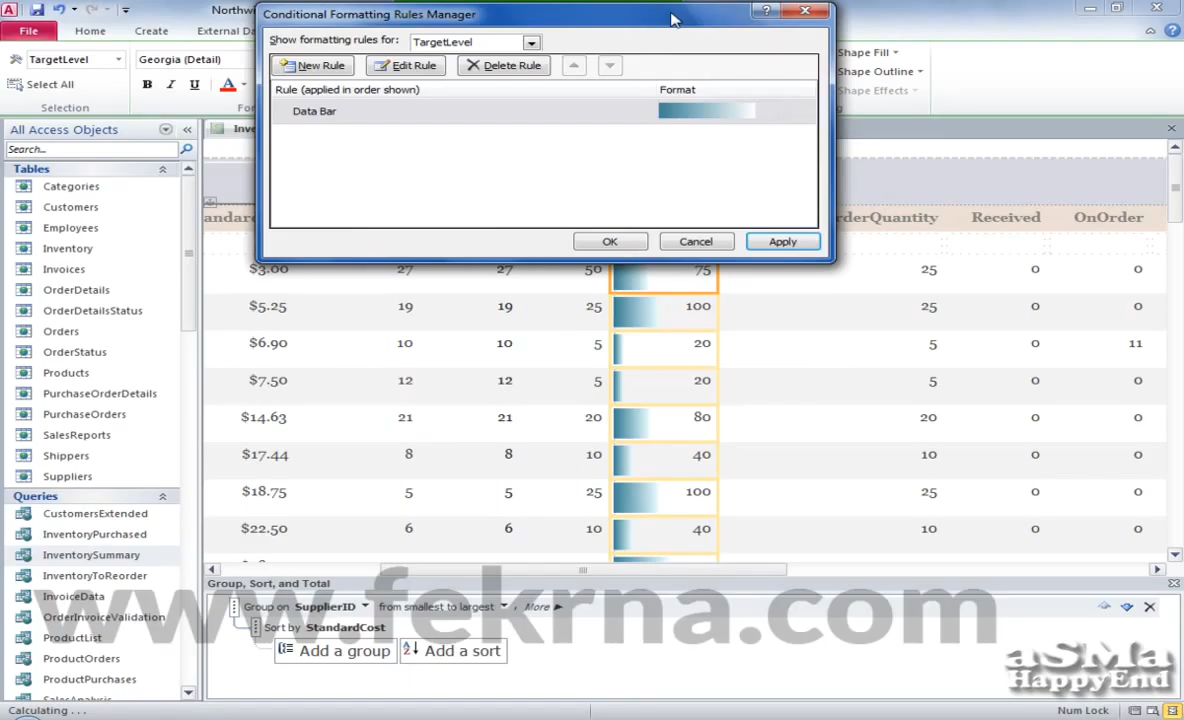 A
Northw
Conditional Formatting Rules Manager
?
File
Home
Create
External Da
Show formatting rules for:
TargetLevel
TargetLevel
Georgia (Detail)
Select All
B I U A
Selection
Shape Fill
Shape Outline
Shape Effects
New Rule
Edit Rule
Delete Rule
Rule (applied in order shown)
Format
Data Bar
OK
Cancel
Apply
All Access Objects
Search...
Tables
Categories
Customers
Employees
Inventory
Invoices
OrderDetails
OrderDetailsStatus
Orders
OrderStatus
Products
PurchaseOrderDetails
PurchaseOrders
SalesReports
Shippers
Suppliers
Queries
CustomersExtended
InventoryPurchased
InventorySummary
InventoryToReorder
InvoiceData
OrderInvoiceValidation
ProductList
ProductOrders
ProductPurchases
SalesAnalysis
Inve
andard
rderQuantity
Received
OnOrder
$3.00 27 27 50 75 25 0 0
$5.25 19 19 25 100 25 0 0
$6.90 10 10 5 20 5 0 11
$7.50 12 12 5 20 5 0 0
$14.63 21 21 20 80 20 0 0
$17.44 8 8 10 40 10 0 0
$18.75 5 5 25 100 25 0 0
$22.50 6 6 10 40 10 0 0
Group, Sort, and Total
Group on SupplierID from smallest to largest , More
Sort by StandardCost
Add a group
Add a sort
www.fekrna.com
aSMa
HappyEnd
Calculating . . .
Num Lock